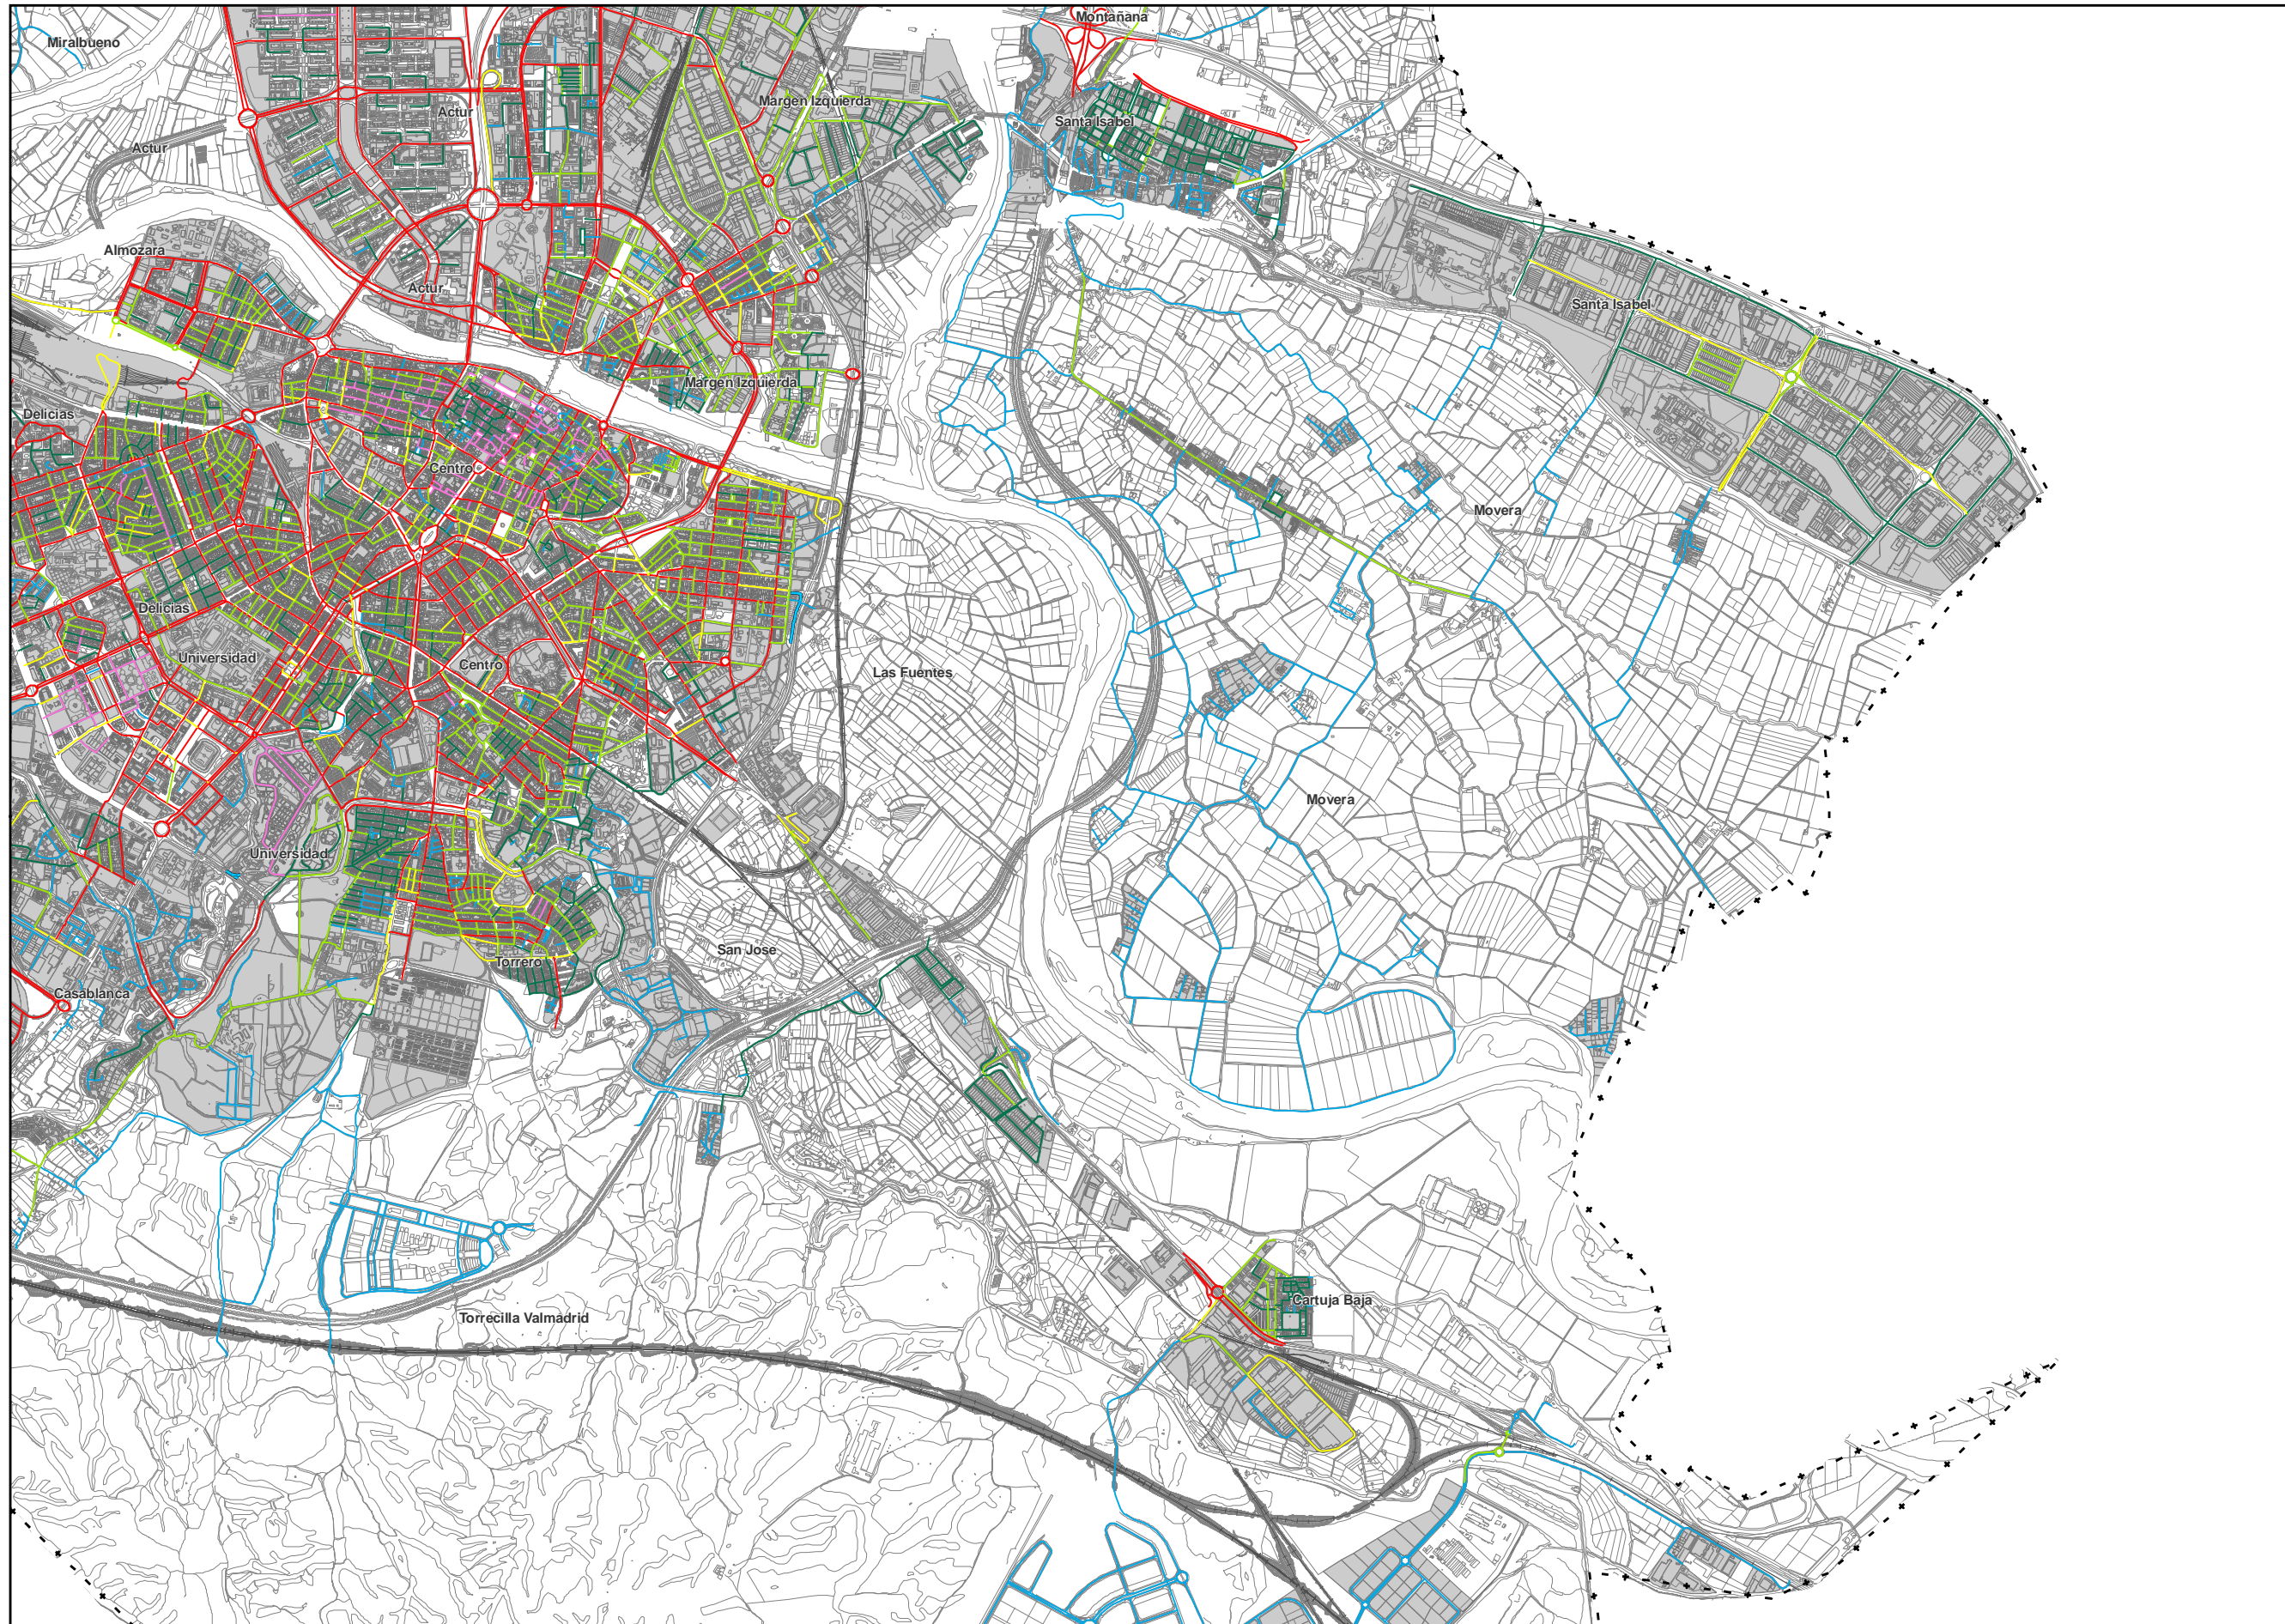 Montañana
Miralbueno
Margen Izquierda
Actur
Santa Isabel
Actur
Almozara
Actur
Santa Isabel
Margen Izquierda
Delicias
Centro
Movera
Delicias
Universidad
Centro
Las Fuentes
Movera
Universidad
San Jose
Torrero
Casablanca
Cartuja Baja
Torrecilla Valmadrid